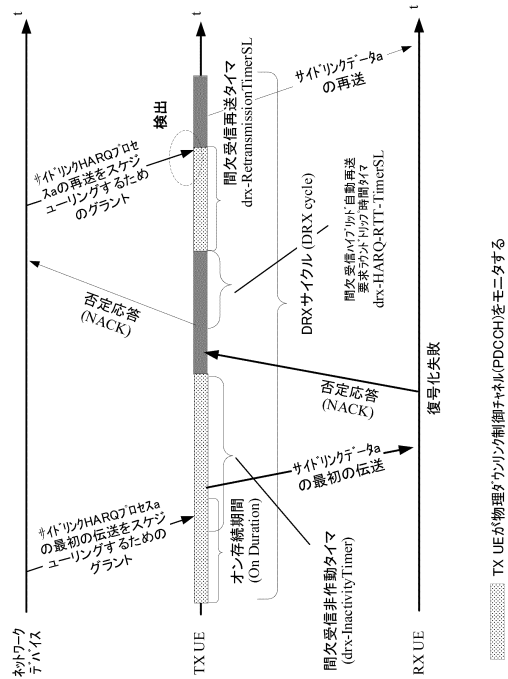 ネットワーク
デバイス
t
サイドリンクHARQプロセスa
の最初の伝送をスケジ
ューリングするための
グラント
否定応答
(NACK)
サイドリンクHARQプロセ
スaの再送をスケジ
ューリングするため
のグラント
検出
TX UE
t
オン存続期間
(On Duration)
間欠受信非作動タイマ
(drx-InactivityTimer)
サイドリンクデータa
の最初の伝送
否定応答
(NACK)
DRXサイクル (DRX cycle)
間欠受信ハイブリッド自動再送
要求ラウンドトリップ時間タイマ
drx-HARQ-RTT-TimerSL
間欠受信再送タイマ
drx-RetransmissionTimerSL
サイドリンクデータa
の再送
RX UE
復号化失敗
t
TX UEが物理ダウンリンク制御チャネル(PDCCH)をモニタする